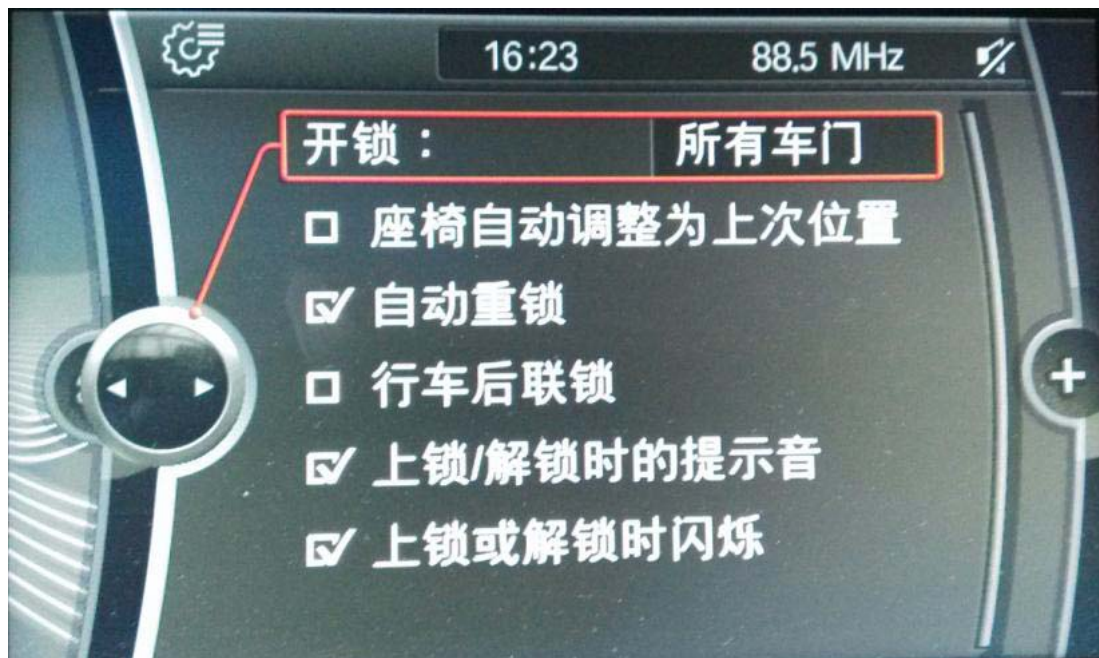 16:23 88.5 MHz
开锁： 所有车门
座椅自动调整为上次位置
自动重锁
行车后联锁
上锁/解锁时的提示音
上锁或解锁时闪烁